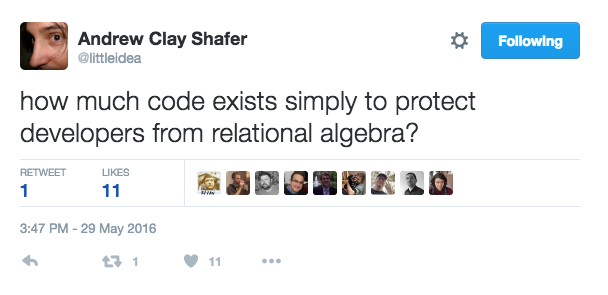 Andrew Clay Shafer
@littleidea
Following
how much code exists simply to protect
developers from relational algebra?
RETWEET LIKES
1 11
3:47 PM - 29 May 2016
1 11